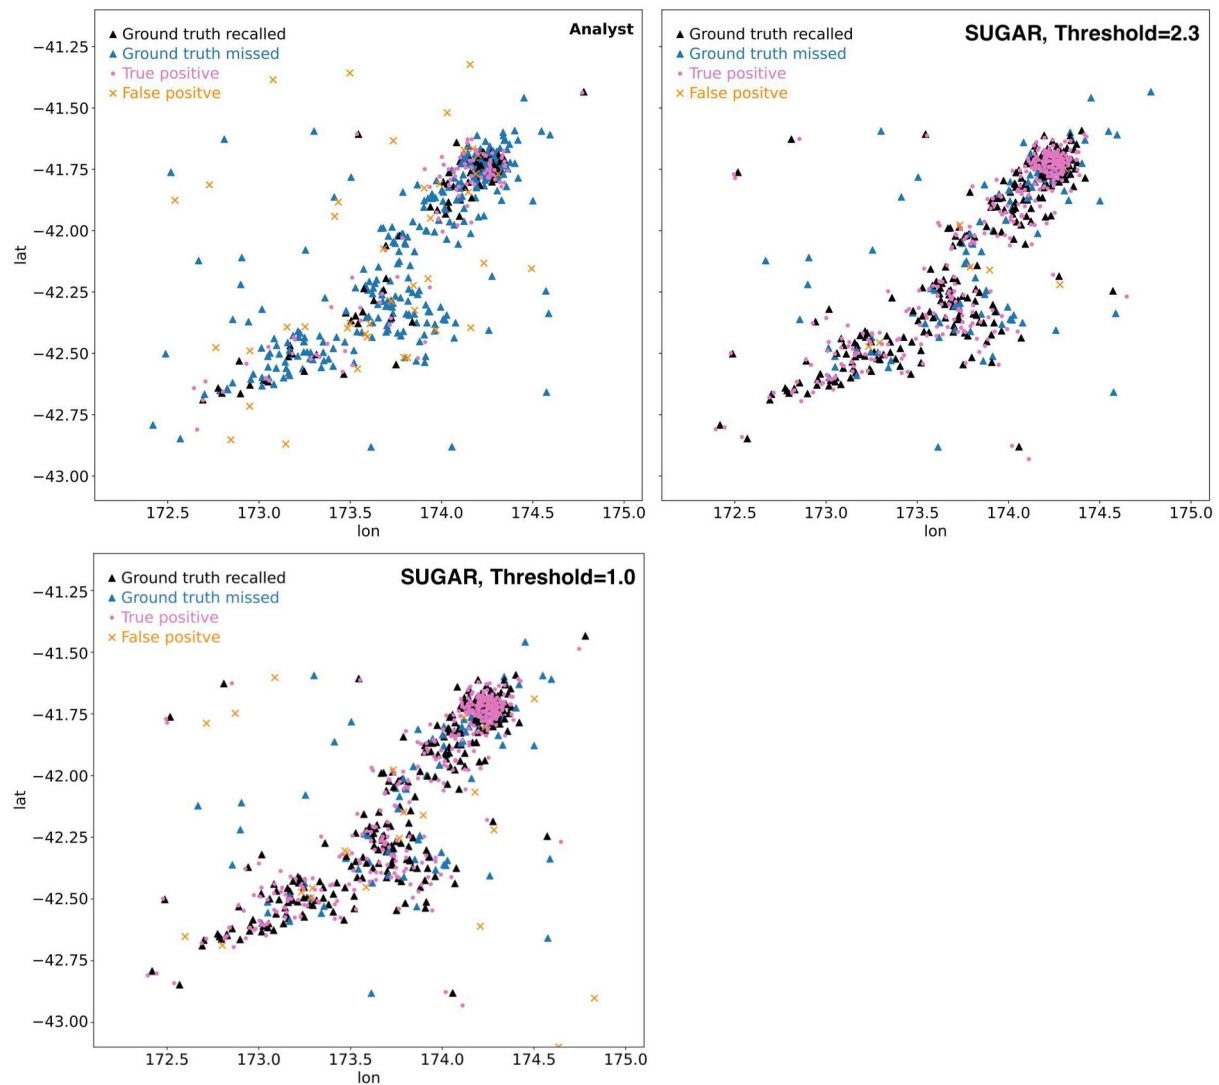 Analyst
▲ Ground truth recalled
▲ Ground truth missed
• True positive
× False positve
−41.25
−41.50
−41.75
−42.00
−42.25
−42.50
−42.75
−43.00
lat
172.5 173.0 173.5 174.0 174.5 175.0
lon
SUGAR, Threshold=2.3
▲ Ground truth recalled
▲ Ground truth missed
• True positive
× False positve
172.5 173.0 173.5 174.0 174.5 175.0
lon
SUGAR, Threshold=1.0
▲ Ground truth recalled
▲ Ground truth missed
• True positive
× False positve
−41.25
−41.50
−41.75
−42.00
−42.25
−42.50
−42.75
−43.00
lat
172.5 173.0 173.5 174.0 174.5 175.0
lon